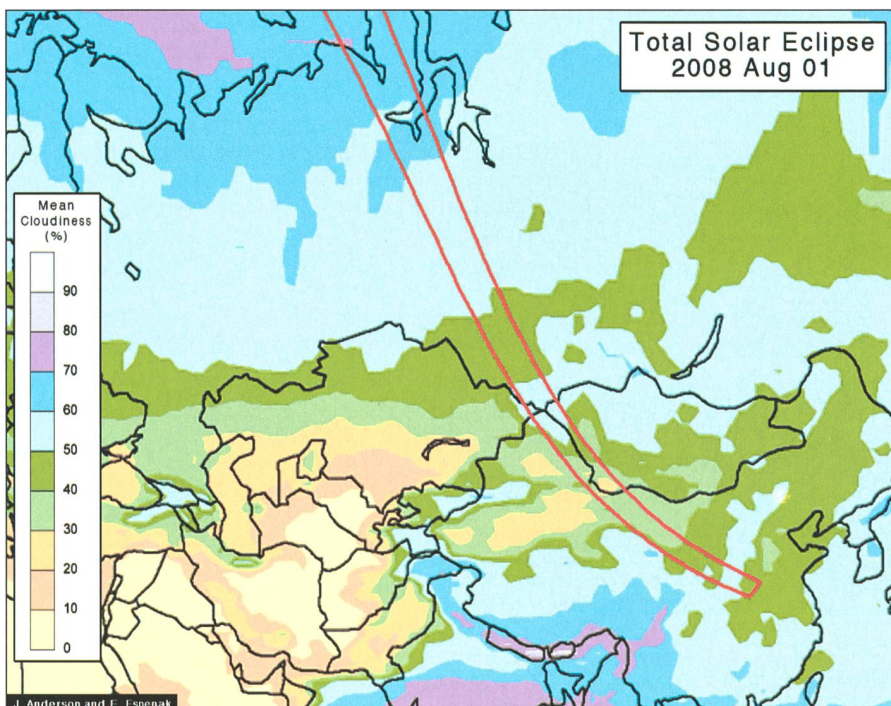 Total Solar Eclipse
2008 Aug 01
Mean
Cloudiness
(%)
90
80
70
60
50
40
30
20
10
0
J. Anderson and F. Espenak